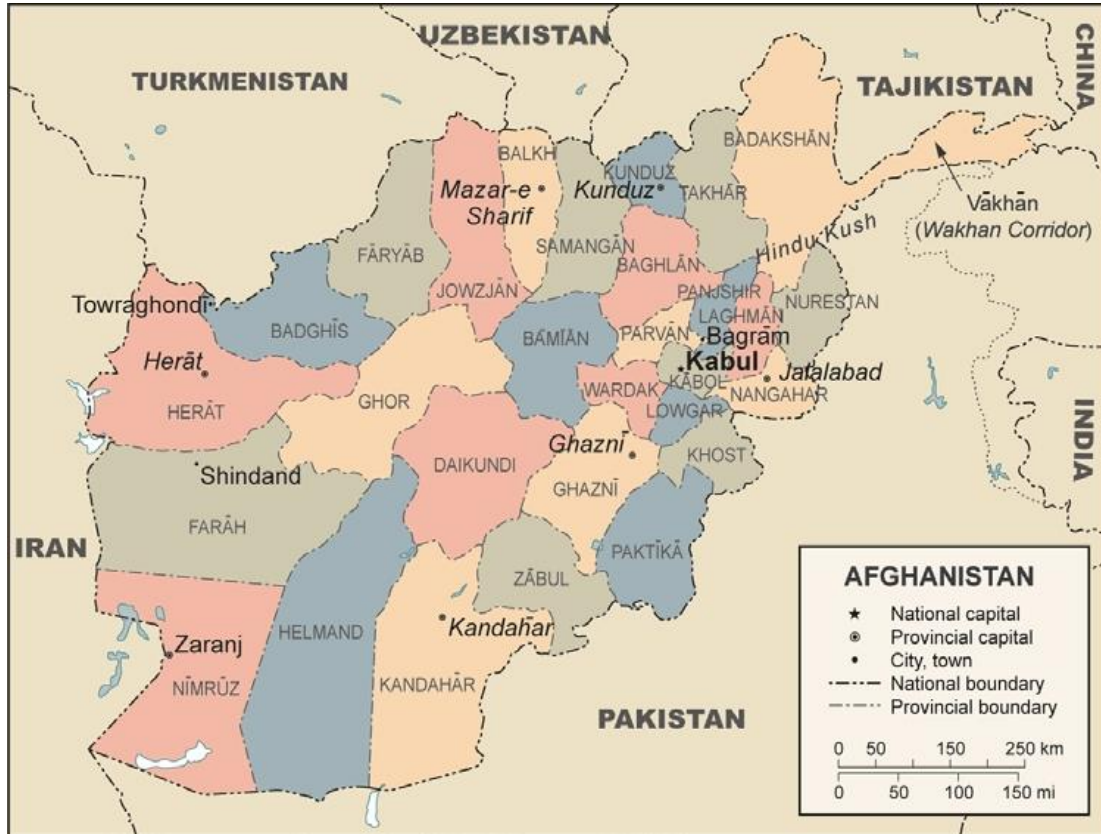 UZBEKISTAN
TURKMENISTAN
TAJIKISTAN
CHINA
BADAKSHĀN
BALKH
KUNDUZ
Mazar-e
Sharif
Kunduz
TAKHĀR
Vākhān
(Wakhan Corridor)
Hindu Kush
FĀRYĀB
SAMANGĀN
BAGHLĀN
JOWZJĀN
PANJSHIR
NURESTAN
Towraghondī
BADGHĪS
LAGHMĀN
BĀMĪĀN
PARVĀN
Bagrām
Kabul
Herāt
KĀBOL
Jalalabad
WARDAK
NANGAHAR
HERĀT
GHOR
LOWGAR
INDIA
Ghaznī
KHOST
DAIKUNDI
Shindand
GHAZNĪ
FARĀH
IRAN
PAKTĪKĀ
ZĀBUL
HELMAND
Kandahār
Zaranj
NĪMRŪZ
KANDAHĀR
PAKISTAN
AFGHANISTAN
National capital
Provincial capital
City, town
National boundary
Provincial boundary
0 50 150 250 km
0 50 100 150 mi